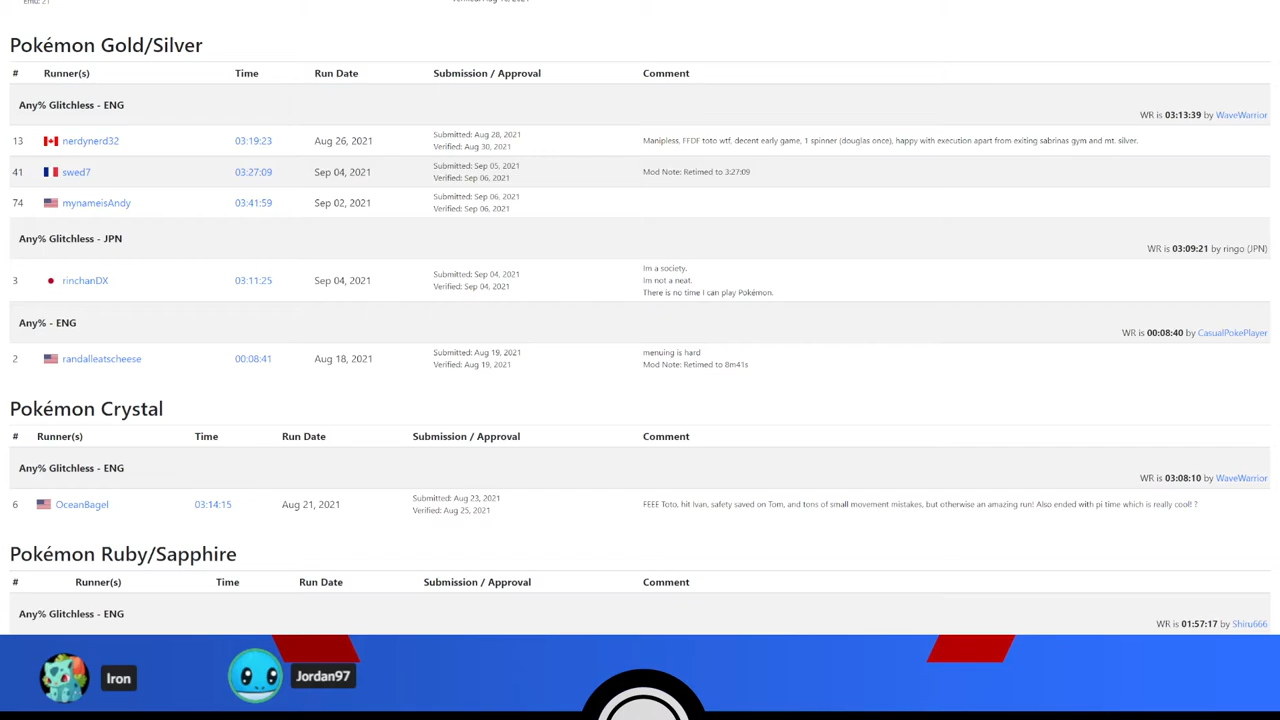 Emu: 21
Pokémon Gold/Silver
# Runner(s) Time Run Date Submission / Approval Comment
Any% Glitchless - ENG
WR is 03:13:39 by WaveWarrior
13 nerdynerd32 03:19:23 Aug 26, 2021 Submitted: Aug 28, 2021 Manipless, FFDF toto wtf, decent early game, 1 spinner (douglas once), happy with execution apart from exiting sabrinas gym and mt. silver.
Verified: Aug 30, 2021
41 swed7 03:27:09 Sep 04, 2021 Submitted: Sep 05, 2021 Mod Note: Retimed to 3:27:09
Verified: Sep 06, 2021
74 mynameisAndy 03:41:59 Sep 02, 2021 Submitted: Sep 06, 2021
Verified: Sep 06, 2021
Any% Glitchless - JPN
WR is 03:09:21 by ringo (JPN)
3 rinchanDX 03:11:25 Sep 04, 2021 Submitted: Sep 04, 2021
Verified: Sep 04, 2021
Im a society.
Im not a neat.
There is no time I can play Pokémon.
Any% - ENG
WR is 00:08:40 by CasualPokePlayer
2 randalleatscheese 00:08:41 Aug 18, 2021 Submitted: Aug 19, 2021
Verified: Aug 19, 2021
menuing is hard
Mod Note: Retimed to 8m41s
Pokémon Crystal
# Runner(s) Time Run Date Submission / Approval Comment
Any% Glitchless - ENG
WR is 03:08:10 by WaveWarrior
6 OceanBagel 03:14:15 Aug 21, 2021 Submitted: Aug 23, 2021
Verified: Aug 25, 2021
FEEE Toto, hit Ivan, safety saved on Tom, and tons of small movement mistakes, but otherwise an amazing run! Also ended with pi time which is really cool! ?
Pokémon Ruby/Sapphire
# Runner(s) Time Run Date Submission / Approval Comment
Any% Glitchless - ENG
WR is 01:57:17 by Shiru666
Iron
Jordan97